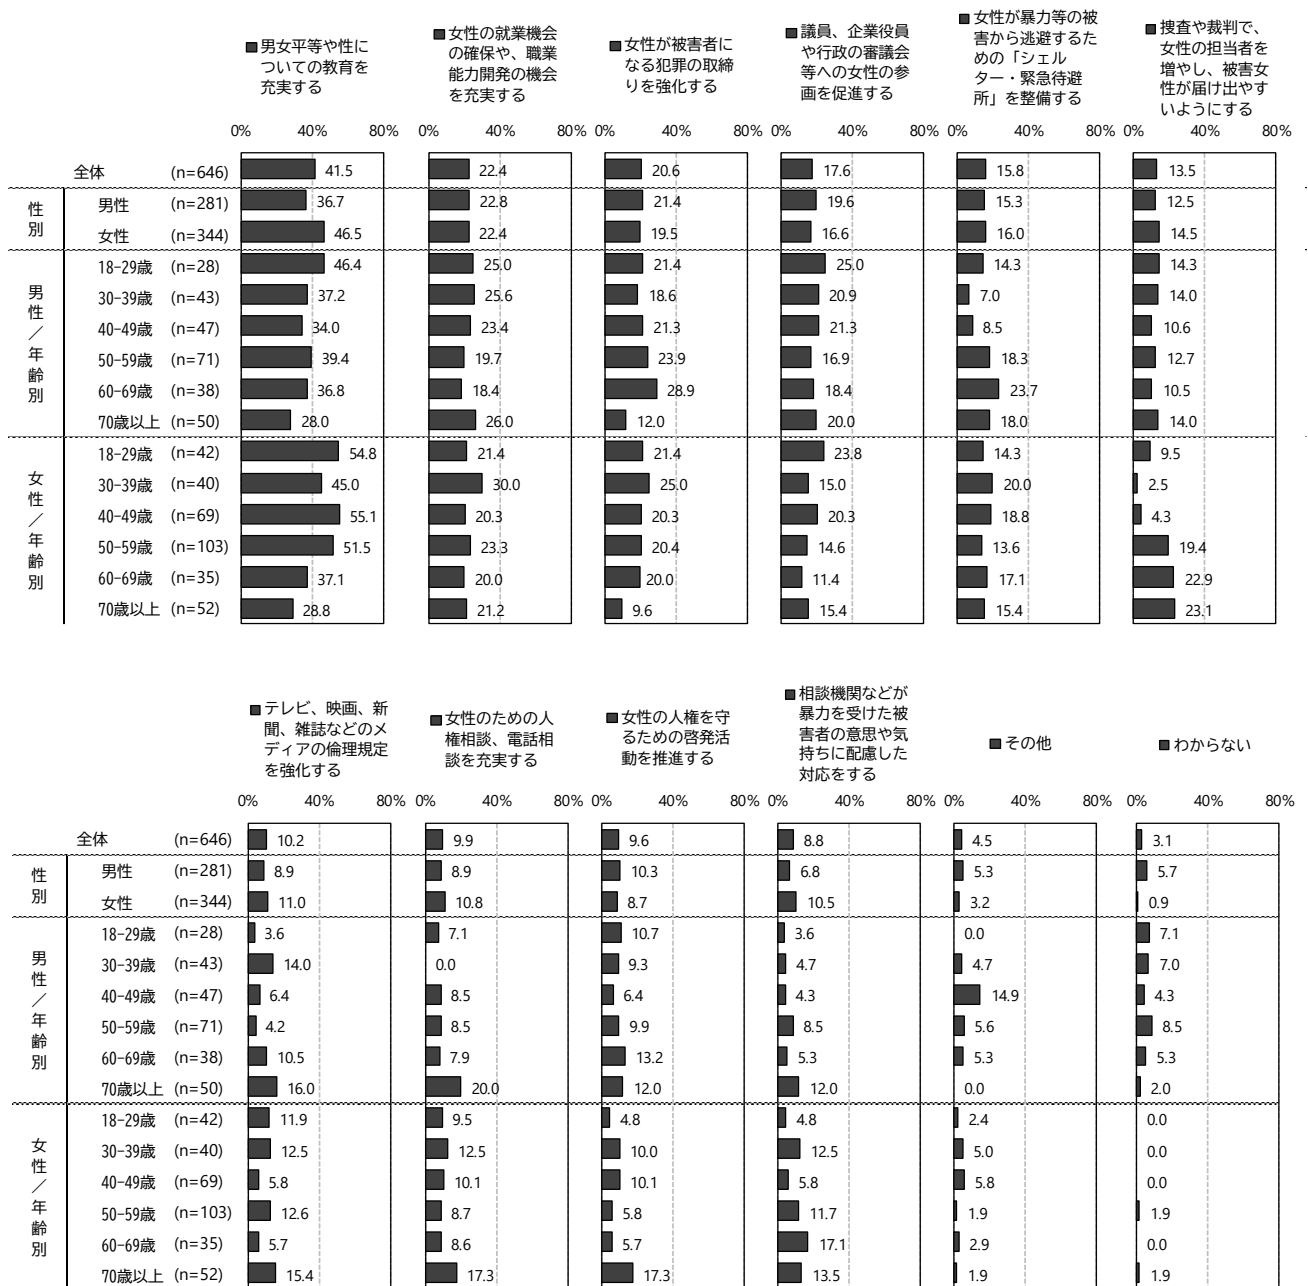 ■男女平等や性に
ついての教育を
充実する
■女性の就業機会
の確保や、職業
能力開発の機会
を充実する
■女性が被害者に
なる犯罪の取締
りを強化する
■議員、企業役員
や行政の審議会
等への女性の参
画を促進する
■女性が暴力等の被
害から逃避するた
めの「シェル
ター・緊急待避
所」を整備する
■捜査や裁判で、
女性の担当者を
増やし、被害女
性が届け出やす
いようにする
0% 40% 80% 0% 40% 80% 0% 40% 80% 0% 40% 80% 0% 40% 80% 0% 40% 80%
全体 (n=646) 41.5 22.4 20.6 17.6 15.8 13.5
性別
男性 (n=281) 36.7 22.8 21.4 19.6 15.3 12.5
女性 (n=344) 46.5 22.4 19.5 16.6 16.0 14.5
男性／年齢別
18-29歳 (n=28) 46.4 25.0 21.4 25.0 14.3 14.3
30-39歳 (n=43) 37.2 25.6 18.6 20.9 7.0 14.0
40-49歳 (n=47) 34.0 23.4 21.3 21.3 8.5 10.6
50-59歳 (n=71) 39.4 19.7 23.9 16.9 18.3 12.7
60-69歳 (n=38) 36.8 18.4 28.9 18.4 23.7 10.5
70歳以上 (n=50) 28.0 26.0 12.0 20.0 18.0 14.0
女性／年齢別
18-29歳 (n=42) 54.8 21.4 21.4 23.8 14.3 9.5
30-39歳 (n=40) 45.0 30.0 25.0 15.0 20.0 2.5
40-49歳 (n=69) 55.1 20.3 20.3 20.3 18.8 4.3
50-59歳 (n=103) 51.5 23.3 20.4 14.6 13.6 19.4
60-69歳 (n=35) 37.1 20.0 20.0 11.4 17.1 22.9
70歳以上 (n=52) 28.8 21.2 9.6 15.4 15.4 23.1
■テレビ、映画、新
聞、雑誌などのメ
ディアの倫理規定
を強化する
■女性のための人
権相談、電話相
談を充実する
■女性の人権を守
るための啓発活
動を推進する
■相談機関などが
暴力を受けた被
害者の意思や気
持ちに配慮した
対応をする
■その他
■わからない
0% 40% 80% 0% 40% 80% 0% 40% 80% 0% 40% 80% 0% 40% 80% 0% 40% 80%
全体 (n=646) 10.2 9.9 9.6 8.8 4.5 3.1
性別
男性 (n=281) 8.9 8.9 10.3 6.8 5.3 5.7
女性 (n=344) 11.0 10.8 8.7 10.5 3.2 0.9
男性／年齢別
18-29歳 (n=28) 3.6 7.1 10.7 3.6 0.0 7.1
30-39歳 (n=43) 14.0 0.0 9.3 4.7 4.7 7.0
40-49歳 (n=47) 6.4 8.5 6.4 4.3 14.9 4.3
50-59歳 (n=71) 4.2 8.5 9.9 8.5 5.6 8.5
60-69歳 (n=38) 10.5 7.9 13.2 5.3 5.3 5.3
70歳以上 (n=50) 16.0 20.0 12.0 12.0 0.0 2.0
女性／年齢別
18-29歳 (n=42) 11.9 9.5 4.8 4.8 2.4 0.0
30-39歳 (n=40) 12.5 12.5 10.0 12.5 5.0 0.0
40-49歳 (n=69) 5.8 10.1 10.1 5.8 5.8 0.0
50-59歳 (n=103) 12.6 8.7 5.8 11.7 1.9 1.9
60-69歳 (n=35) 5.7 8.6 5.7 17.1 2.9 0.0
70歳以上 (n=52) 15.4 17.3 17.3 13.5 1.9 1.9